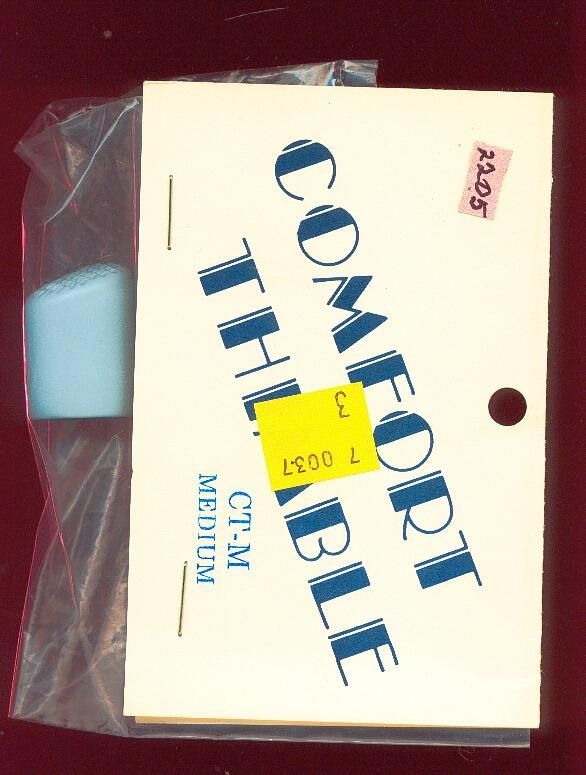 COMFORT
THIMBLE
CT-M
MEDIUM
2205
7 0037
3